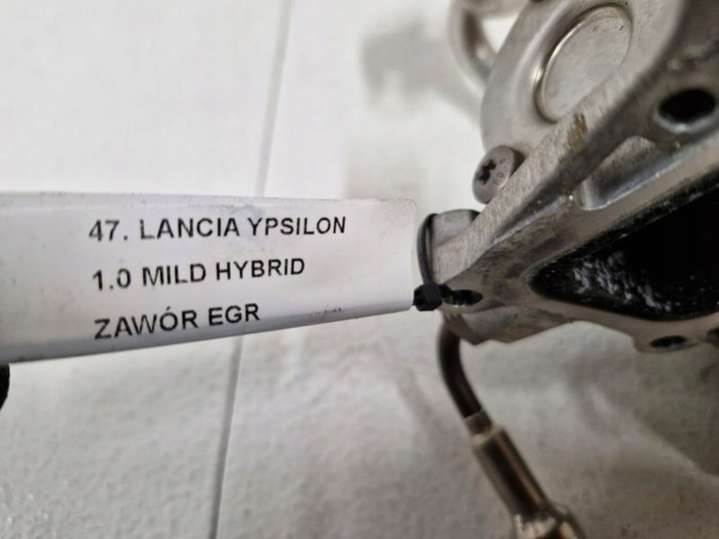 47. LANCIA YPSILON
1.0 MILD HYBRID
ZAWÓR EGR